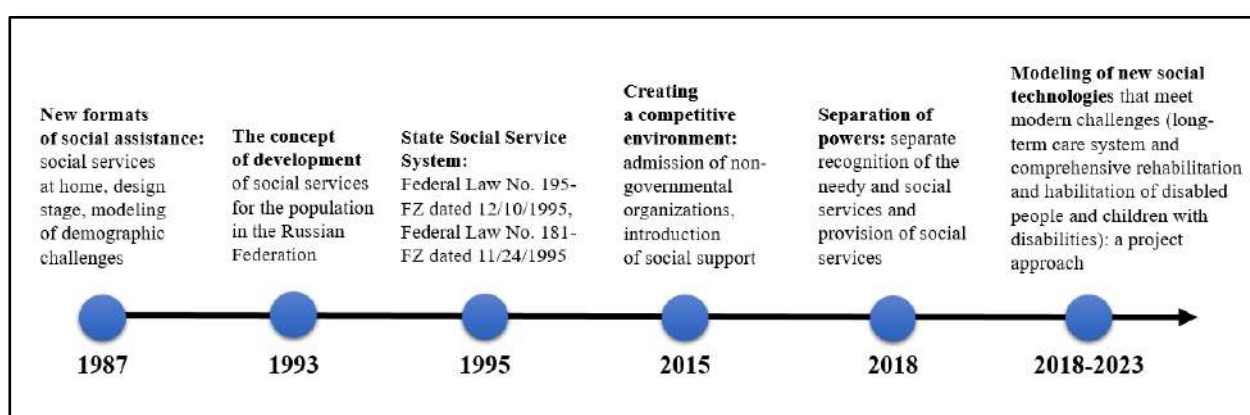 New formats
of social assistance:
social services
at home, design
stage, modeling
of demographic
challenges
The concept
of development
of social services
for the population
in the Russian
Federation
State Social Service
System:
Federal Law No. 195-
FZ dated 12/10/1995,
Federal Law No. 181-
FZ dated 11/24/1995
Creating
a competitive
environment:
admission of non-
governmental
organizations,
introduction
of social support
Separation of
powers: separate
recognition of the
needy and social
services and
provision of social
services
Modeling of new social
technologies that meet
modern challenges (long-
term care system and
comprehensive rehabilitation
and habilitation of disabled
people and children with
disabilities): a project
approach
1987
1993
1995
2015
2018
2018-2023